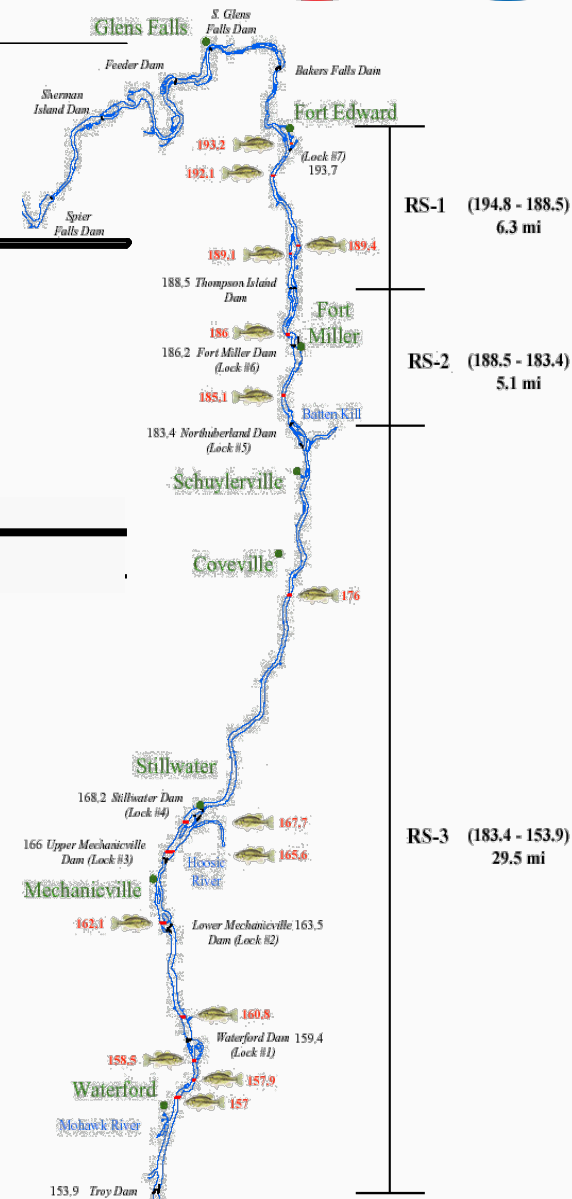 S. Glens
Falls Dam
Glens Falls
Feeder Dam
Bakers Falls Dam
Sherman
Island Dam
Fort Edward
193.2
(Lock #7)
193.7
192.1
Spier
Falls Dam
RS-1 (194.8 - 188.5)
6.3 mi
189.4
189.1
188.5 Thompson Island
Dam
Fort
Miller
186
186.2 Fort Miller Dam
(Lock #6)
RS-2 (188.5 - 183.4)
5.1 mi
185.1
Batten Kill
183.4 Northuberland Dam
(Lock #5)
Schuylerville
Coveville
176
Stillwater
168.2 Stillwater Dam
(Lock #4)
167.7
166 Upper Mechanicville
Dam (Lock #3)
165.6
Hoosic
River
RS-3 (183.4 - 153.9)
29.5 mi
Mechanicville
162.1
Lower Mechanicville 163.5
Dam (Lock #2)
160.8
Waterford Dam 159.4
(Lock #1)
158.5
157.9
Waterford
157
Mohawk River
153.9 Troy Dam